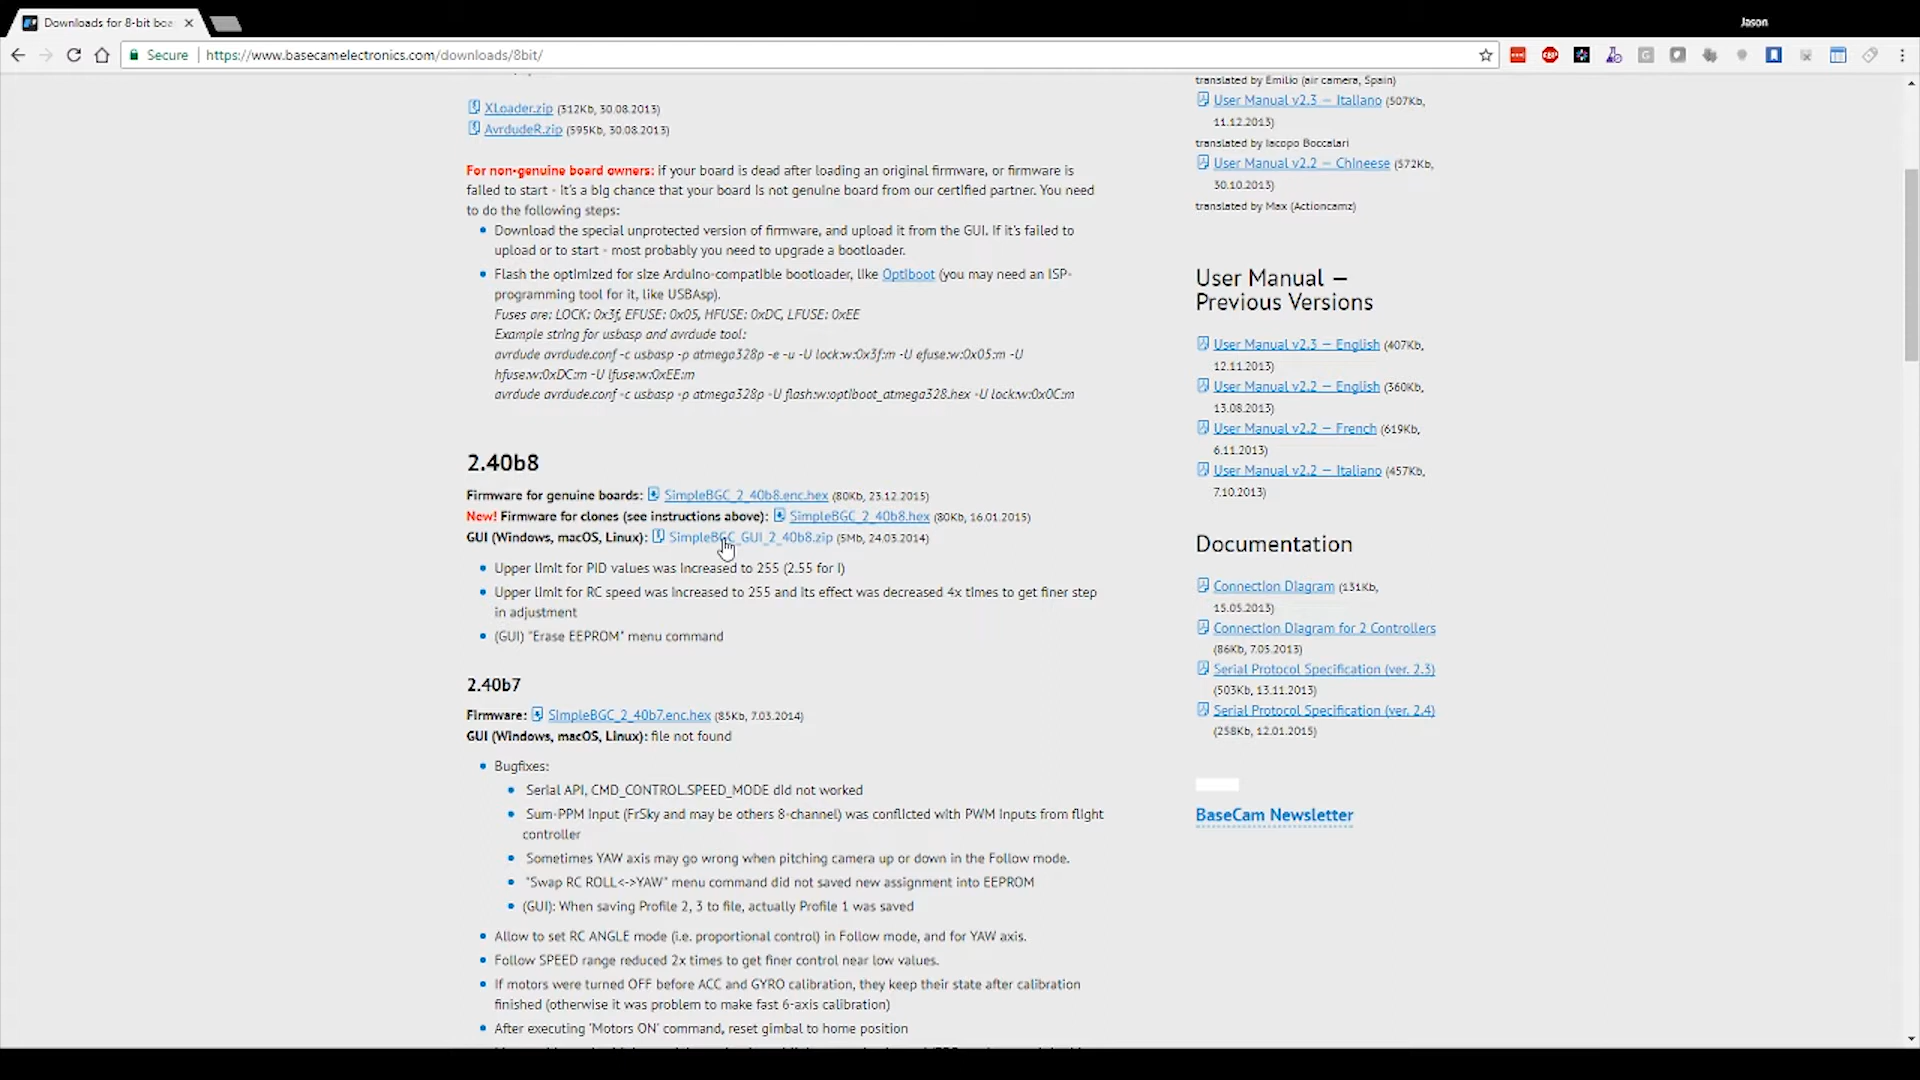 Downloads for 8-bit boa
Jason
Secure
https://www.basecamelectronics.com/downloads/8bit/
XLoader.zip (312Kb, 30.08.2013)
AvrdudeR.zip (595Kb, 30.08.2013)
For non-genuine board owners: if your board is dead after loading an original firmware, or firmware is
failed to start - it's a big chance that your board is not genuine board from our certified partner. You need
to do the following steps:
Download the special unprotected version of firmware, and upload it from the GUI. If it's failed to
upload or to start - most probably you need to upgrade a bootloader.
Flash the optimized for size Arduino-compatible bootloader, like Optiboot (you may need an ISP-
programming tool for it, like USBAsp).
Fuses are: LOCK: 0x3f, EFUSE: 0x05, HFUSE: 0xDC, LFUSE: 0xEE
Example string for usbasp and avrdude tool:
avrdude avrdude.conf -c usbasp -p atmega328p -e -u -U lock:w:0x3f:m -U efuse:w:0x05:m -U
hfuse:w:0xDC:m -U lfuse:w:0xEE:m
avrdude avrdude.conf -c usbasp -p atmega328p -U flash:w:optiboot_atmega328.hex -U lock:w:0x0C:m
2.40b8
Firmware for genuine boards: SimpleBGC_2_40b8.enc.hex (80Kb, 23.12.2015)
New! Firmware for clones (see instructions above): SimpleBGC_2_40b8.hex (80Kb, 16.01.2015)
GUI (Windows, macOS, Linux): SimpleBGC_GUI_2_40b8.zip (5Mb, 24.03.2014)
Upper limit for PID values was increased to 255 (2.55 for I)
Upper limit for RC speed was increased to 255 and its effect was decreased 4x times to get finer step
in adjustment
(GUI) "Erase EEPROM" menu command
2.40b7
Firmware: SimpleBGC_2_40b7.enc.hex (85Kb, 7.03.2014)
GUI (Windows, macOS, Linux): file not found
Bugfixes:
Serial API, CMD_CONTROL.SPEED_MODE did not worked
Sum-PPM input (FrSky and may be others 8-channel) was conflicted with PWM inputs from flight
controller
Sometimes YAW axis may go wrong when pitching camera up or down in the Follow mode.
"Swap RC ROLL<->YAW" menu command did not saved new assignment into EEPROM
(GUI): When saving Profile 2, 3 to file, actually Profile 1 was saved
Allow to set RC ANGLE mode (i.e. proportional control) in Follow mode, and for YAW axis.
Follow SPEED range reduced 2x times to get finer control near low values.
If motors were turned OFF before ACC and GYRO calibration, they keep their state after calibration
finished (otherwise it was problem to make fast 6-axis calibration)
After executing 'Motors ON' command, reset gimbal to home position
translated by Emilio (air camera, Spain)
User Manual v2.3 — Italiano (507Kb,
11.12.2013)
translated by Iacopo Boccalari
User Manual v2.2 — Chineese (572Kb,
30.10.2013)
translated by Max (Actioncamz)
User Manual —
Previous Versions
User Manual v2.3 — English (407Kb,
12.11.2013)
User Manual v2.2 — English (360Kb,
13.08.2013)
User Manual v2.2 — French (619Kb,
6.11.2013)
User Manual v2.2 — Italiano (457Kb,
7.10.2013)
Documentation
Connection Diagram (131Kb,
15.05.2013)
Connection Diagram for 2 Controllers
(86Kb, 7.05.2013)
Serial Protocol Specification (ver. 2.3)
(503Kb, 13.11.2013)
Serial Protocol Specification (ver. 2.4)
(258Kb, 12.01.2015)
BaseCam Newsletter